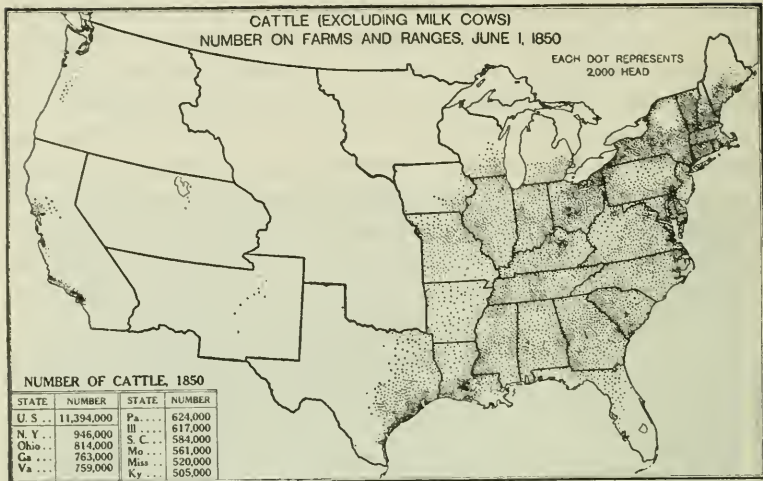 CATTLE (EXCLUDING MILK COWS)
NUMBER ON FARMS AND RANGES, JUNE 1, 1850
EACH DOT REPRESENTS
2,000 HEAD
NUMBER OF CATTLE, 1850
STATE NUMBER STATE NUMBER
U. S .. 11,394,000 Pa.... 624,000
N. Y .. 946,000 Ill .... 617,000
Ohio.. 814,000 S. C... 584,000
Ga ... 763,000 Mo ... 561,000
Va ... 759,000 Miss .. 520,000
Ky ... 505,000